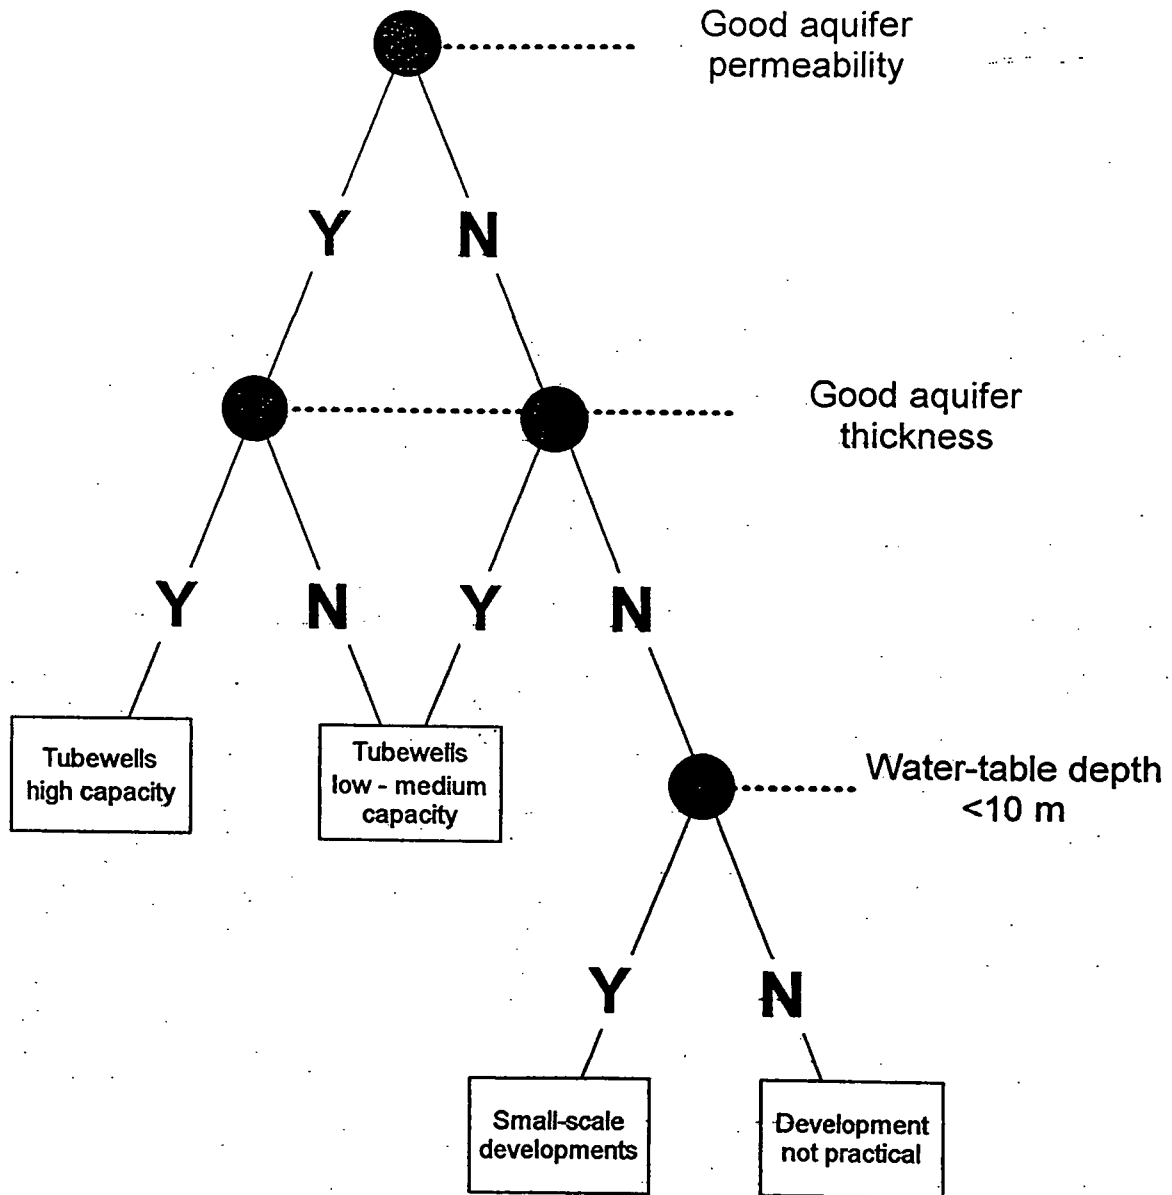 Good aquifer
permeability
Y
N
Good aquifer
thickness
Y
N
Y
N
Tubewells
high capacity
Tubewells
low - medium
capacity
Water-table depth
<10 m
Y
N
Small-scale
developments
Development
not practical